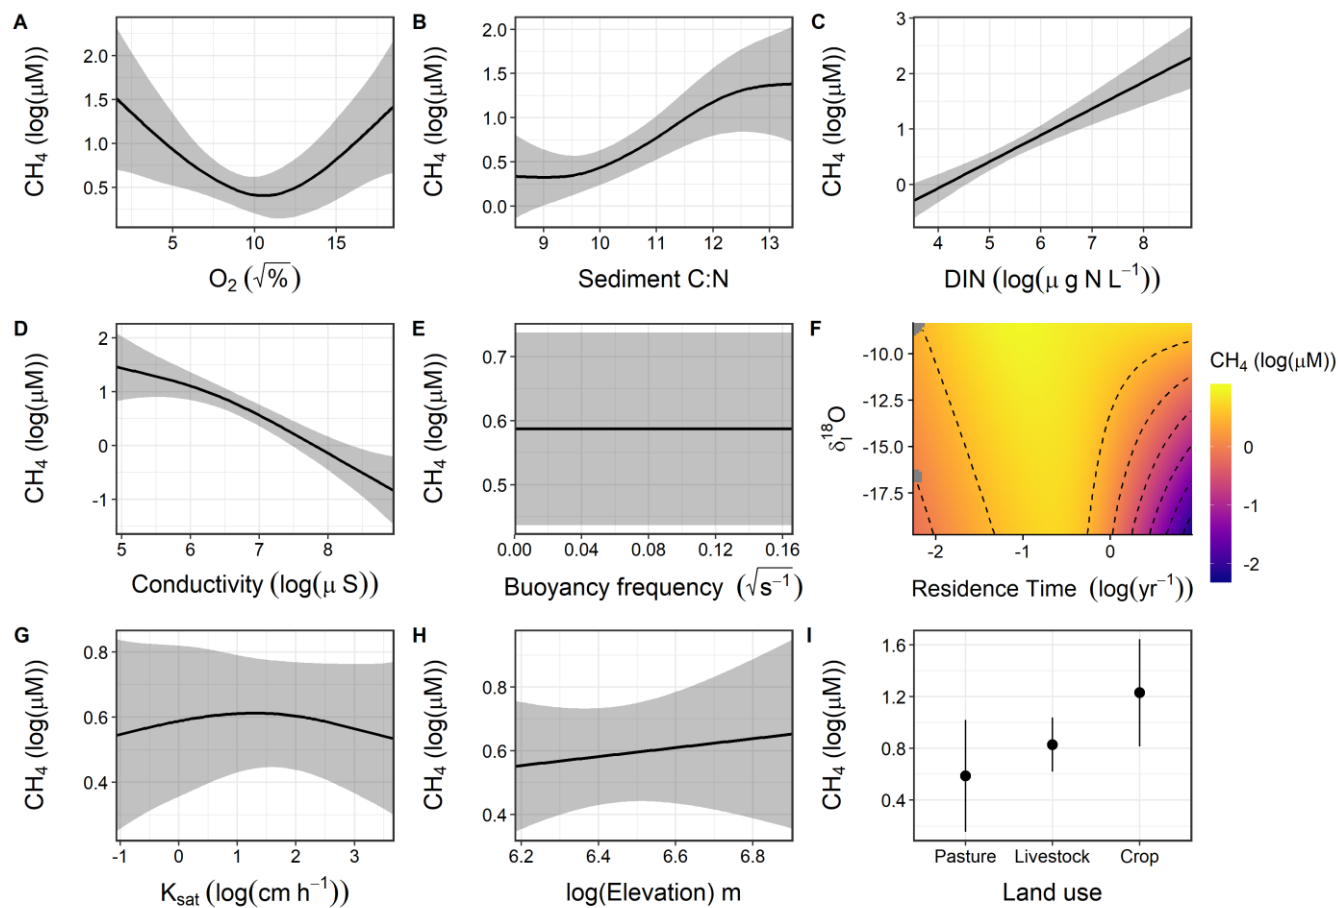 A
CH₄ (log(μM))
2.0
1.5
1.0
0.5
5 10 15
O₂ (√%)
B
CH₄ (log(μM))
2.0
1.5
1.0
0.5
0.0
9 10 11 12 13
Sediment C:N
C
CH₄ (log(μM))
3
2
1
0
4 5 6 7 8
DIN (log(μ g N L⁻¹))
D
CH₄ (log(μM))
2
1
0
-1
5 6 7 8
Conductivity (log(μ S))
E
CH₄ (log(μM))
0.7
0.6
0.5
0.00 0.04 0.08 0.12 0.16
Buoyancy frequency (√s⁻¹)
F
δᵢ¹⁸O
-10.0
-12.5
-15.0
-17.5
-2 -1 0
Residence Time (log(yr⁻¹))
CH₄ (log(μM))
0
-1
-2
G
CH₄ (log(μM))
0.8
0.6
0.4
-1 0 1 2 3
Kₛₐₜ (log(cm h⁻¹))
H
CH₄ (log(μM))
0.8
0.6
0.4
6.2 6.4 6.6 6.8
log(Elevation) m
I
CH₄ (log(μM))
1.6
1.2
0.8
0.4
Pasture Livestock Crop
Land use